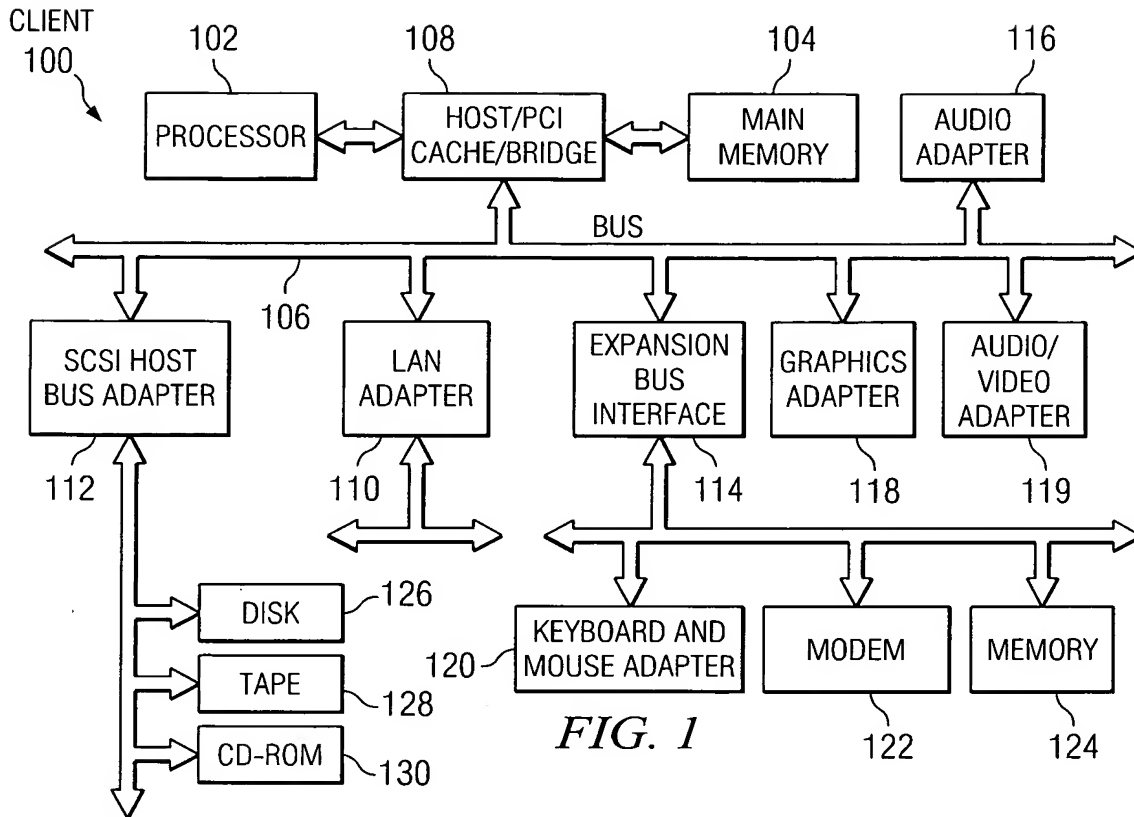 CLIENT
100
102
108
104
116
PROCESSOR
HOST/PCI
CACHE/BRIDGE
MAIN
MEMORY
AUDIO
ADAPTER
BUS
106
SCSI HOST
BUS ADAPTER
LAN
ADAPTER
EXPANSION
BUS
INTERFACE
GRAPHICS
ADAPTER
AUDIO/
VIDEO
ADAPTER
112
110
114
118
119
DISK
126
TAPE
128
CD-ROM
130
120
KEYBOARD AND
MOUSE ADAPTER
MODEM
MEMORY
122
124
FIG. 1